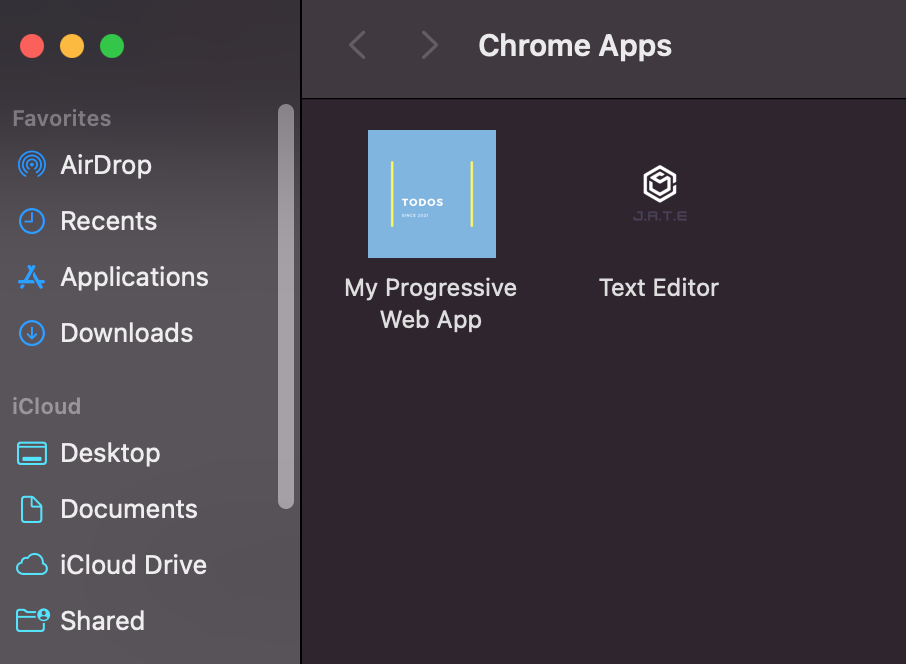 Chrome Apps
Favorites
AirDrop
Recents
Applications
Downloads
iCloud
Desktop
Documents
iCloud Drive
Shared
TODOS
SINCE 2021
My Progressive
Web App
J.A.T.E
Text Editor